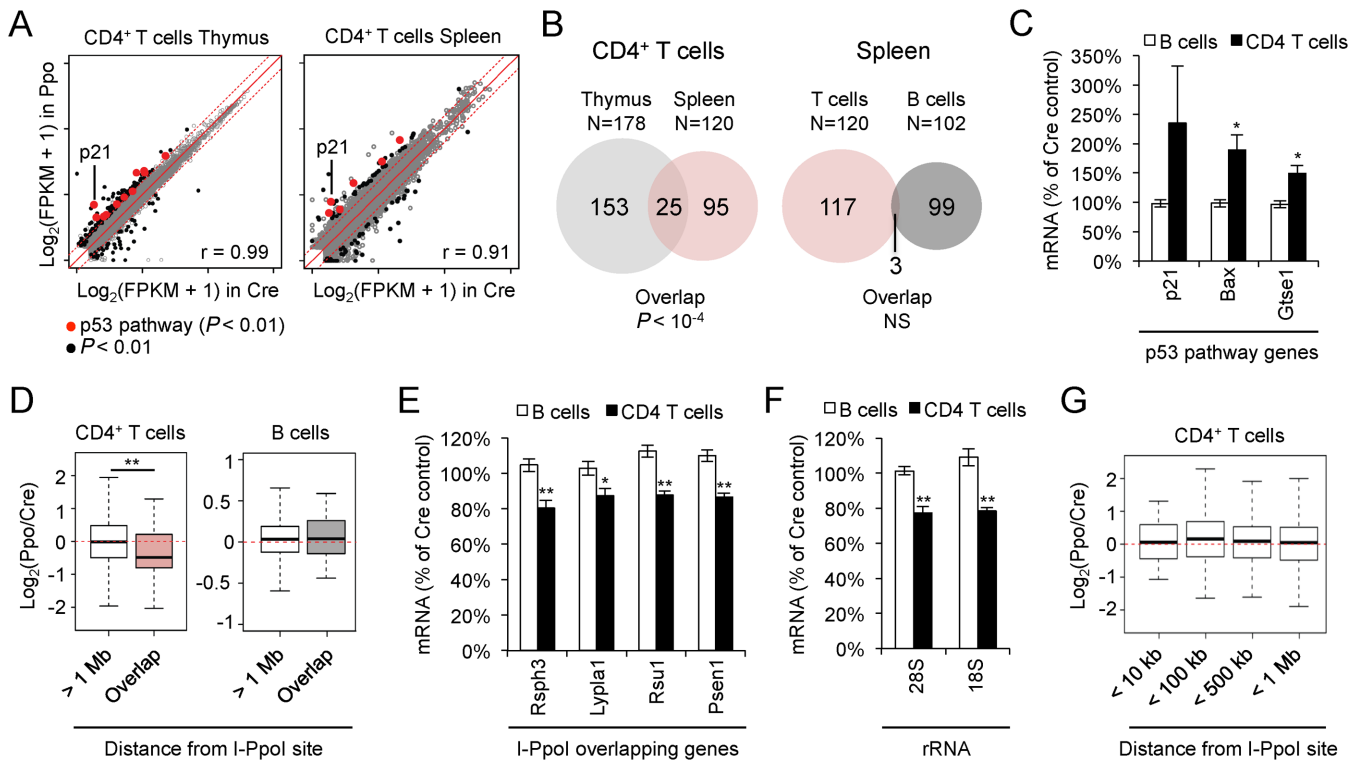 A
CD4+ T cells Thymus
CD4+ T cells Spleen
Log2(FPKM + 1) in Ppo
p21
r = 0.99
p21
r = 0.91
Log2(FPKM + 1) in Cre
Log2(FPKM + 1) in Cre
p53 pathway (P < 0.01)
P < 0.01
B
CD4+ T cells
Spleen
Thymus
N=178
Spleen
N=120
T cells
N=120
B cells
N=102
153
25
95
117
99
3
Overlap
P < 10-4
Overlap
NS
C
B cells
CD4 T cells
mRNA (% of Cre control)
350%
300%
250%
200%
150%
100%
50%
0%
*
*
p21
Bax
Gtse1
p53 pathway genes
D
CD4+ T cells
B cells
Log2(Ppo/Cre)
2
1
0
-1
-2
**
1
0.5
0
-0.5
-1
> 1 Mb
Overlap
> 1 Mb
Overlap
Distance from I-PpoI site
E
B cells
CD4 T cells
mRNA (% of Cre control)
120%
100%
80%
60%
40%
20%
0%
**
*
**
**
Rsph3
Lypla1
Rsu1
Psen1
I-PpoI overlapping genes
F
B cells
CD4 T cells
mRNA (% of Cre control)
120%
100%
80%
60%
40%
20%
0%
**
**
28S
18S
rRNA
G
CD4+ T cells
Log2(Ppo/Cre)
2
1
0
-1
-2
< 10 kb
< 100 kb
< 500 kb
< 1 Mb
Distance from I-PpoI site